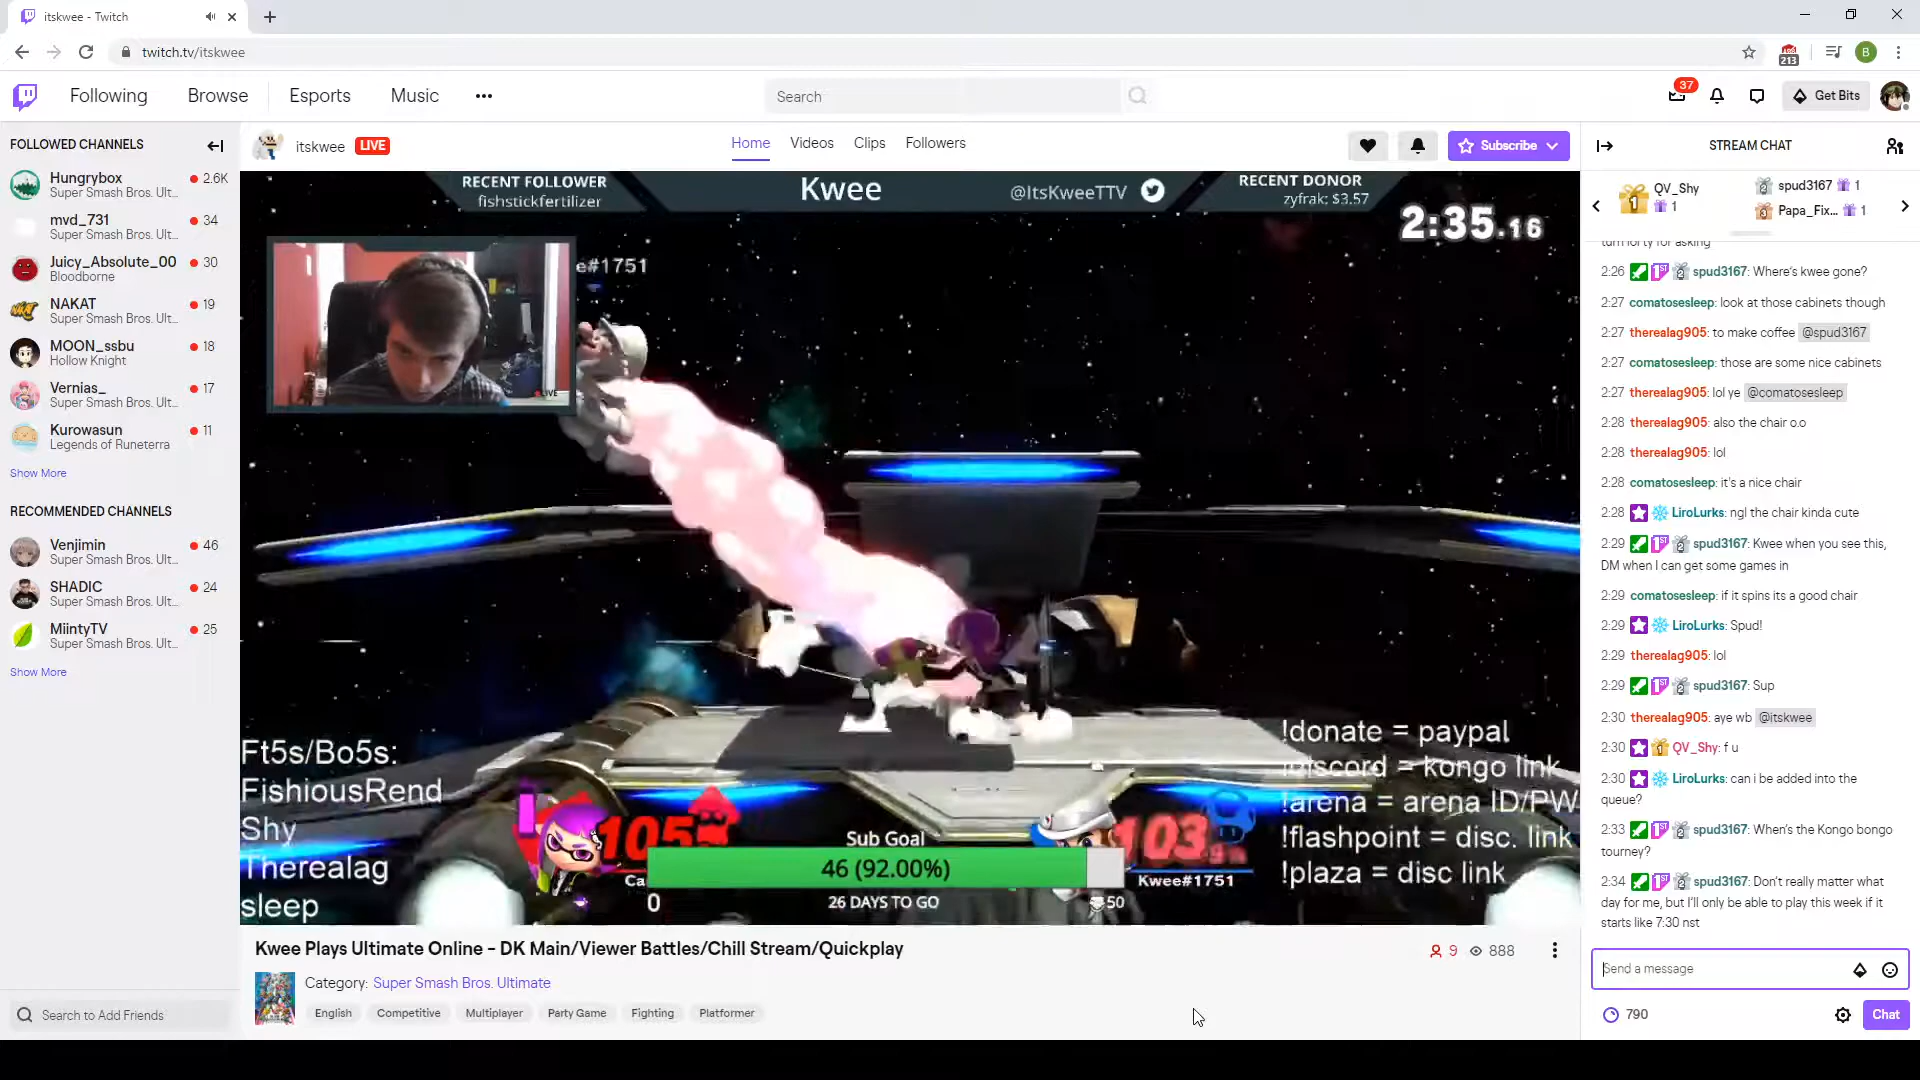 itskwee - Twitch
twitch.tv/itskwee
213
B
Following
Browse
Esports
Music
Search
37
Get Bits
FOLLOWED CHANNELS
Hungrybox
2.6K
Super Smash Bros. Ult...
mvd_731
34
Super Smash Bros. Ult...
Juicy_Absolute_00
30
Bloodborne
NAKAT
19
Super Smash Bros. Ult...
MOON_ssbu
18
Hollow Knight
Vernias_
17
Super Smash Bros. Ult...
Kurowasun
11
Legends of Runeterra
Show More
RECOMMENDED CHANNELS
Venjimin
46
Super Smash Bros. Ult...
SHADIC
24
Super Smash Bros. Ult...
MiintyTV
25
Super Smash Bros. Ult...
Show More
Search to Add Friends
itskwee
LIVE
Home
Videos
Clips
Followers
Subscribe
RECENT FOLLOWER
fishstickfertilizer
Kwee
@ItsKweeTTV
RECENT DONOR
zyfrak: $3.57
2:35.16
e#1751
LIVE
Ft5s/Bo5s:
FishiousRend
Shy
Therealag
sleep
!donate = paypal
!discord = kongo link
!arena = arena ID/PW
!flashpoint = disc. link
!plaza = disc link
105
Ca
Sub Goal
46 (92.00%)
0
26 DAYS TO GO
50
103
Kwee#1751
Kwee Plays Ultimate Online - DK Main/Viewer Battles/Chill Stream/Quickplay
9
888
Category: Super Smash Bros. Ultimate
English
Competitive
Multiplayer
Party Game
Fighting
Platformer
STREAM CHAT
1
QV_Shy
1
spud3167
1
Papa_Fix...
1
2:26 spud3167: Where's kwee gone?
2:27 comatosesleep: look at those cabinets though
2:27 therealag905: to make coffee @spud3167
2:27 comatosesleep: those are some nice cabinets
2:27 therealag905: lol ye @comatosesleep
2:28 therealag905: also the chair o.o
2:28 therealag905: lol
2:28 comatosesleep: it's a nice chair
2:28 LiroLurks: ngl the chair kinda cute
2:29 spud3167: Kwee when you see this,
DM when I can get some games in
2:29 comatosesleep: if it spins its a good chair
2:29 LiroLurks: Spud!
2:29 therealag905: lol
2:29 spud3167: Sup
2:30 therealag905: aye wb @itskwee
2:30 QV_Shy: f u
2:30 LiroLurks: can i be added into the
queue?
2:33 spud3167: When's the Kongo bongo
tourney?
2:34 spud3167: Don't really matter what
day for me, but I'll only be able to play this week if it
starts like 7:30 nst
Send a message
790
Chat